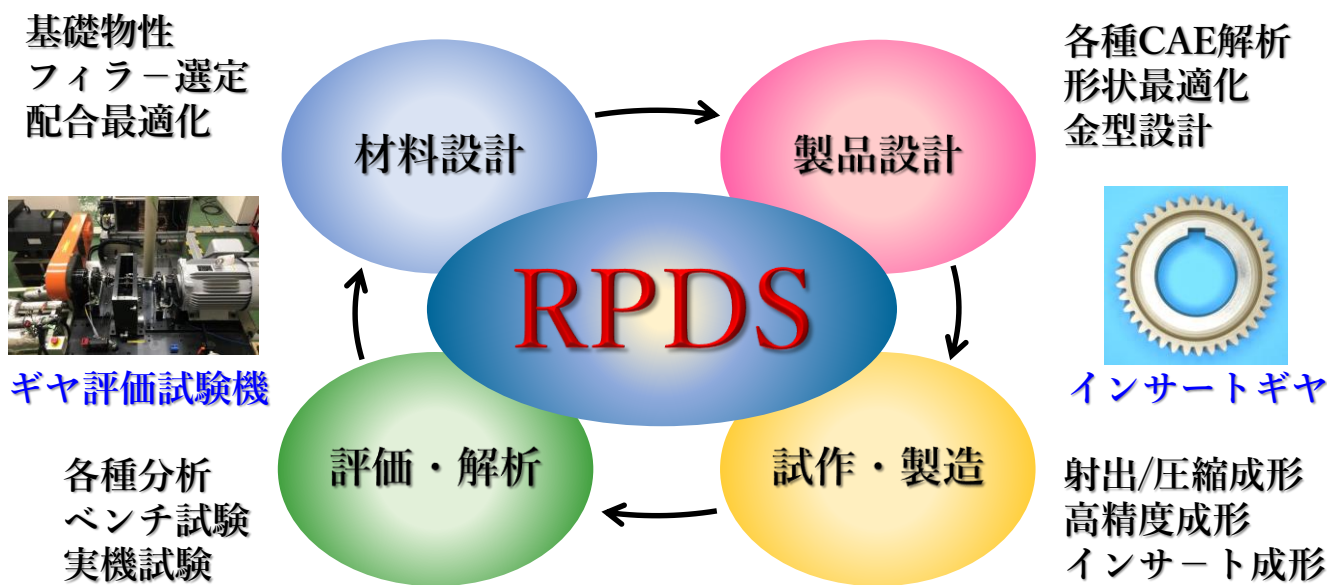 基礎物性
フィラー選定
配合最適化
材料設計
製品設計
各種CAE解析
形状最適化
金型設計
RPDS
ギヤ評価試験機
インサートギヤ
評価・解析
試作・製造
各種分析
ベンチ試験
実機試験
射出/圧縮成形
高精度成形
インサート成形